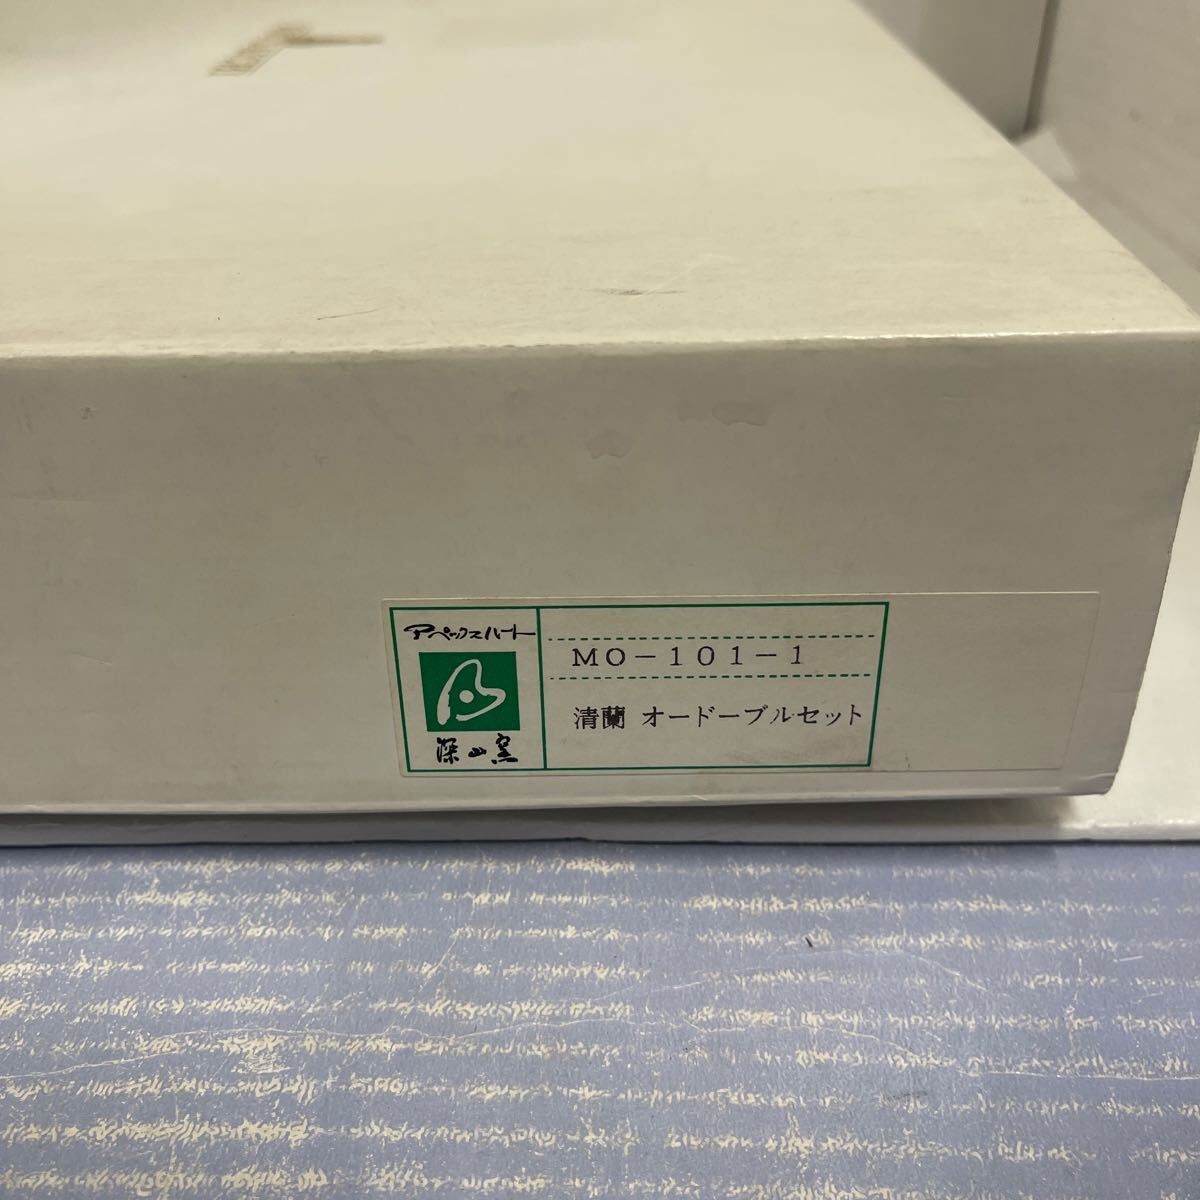 アペックスハート
深山窯
MO-101-1
清蘭 オードーブルセット